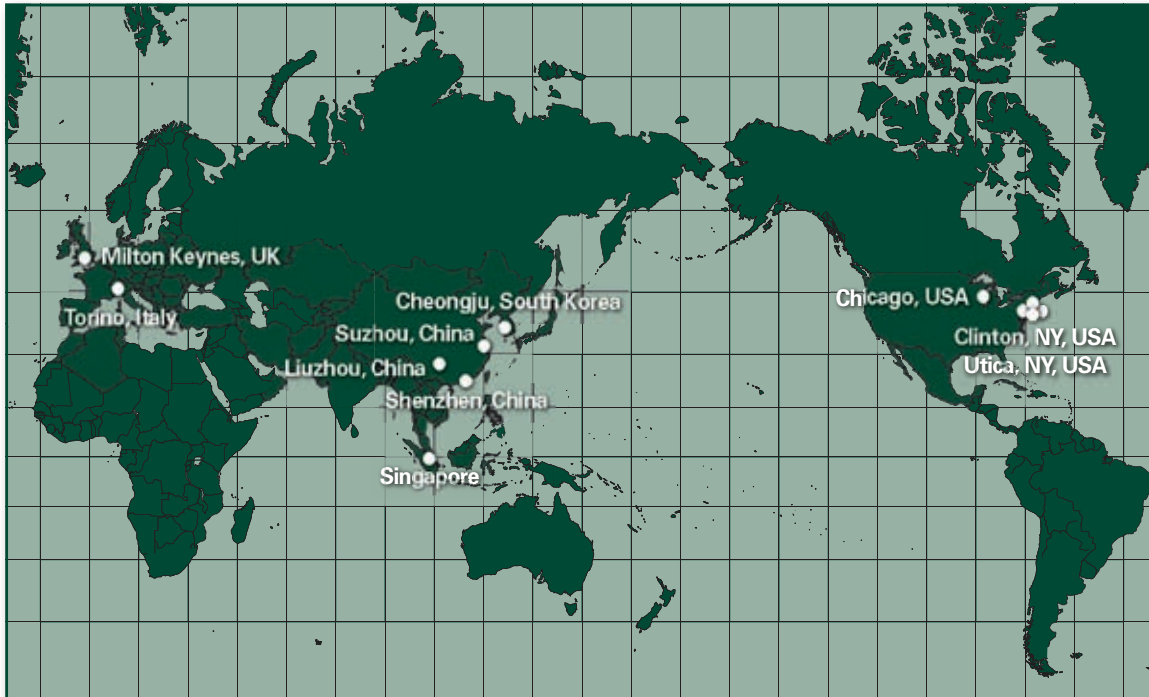 Milton Keynes, UK
Torino, Italy
Cheongju, South Korea
Suzhou, China
Liuzhou, China
Shenzhen, China
Singapore
Chicago, USA
Clinton, NY, USA
Utica, NY, USA